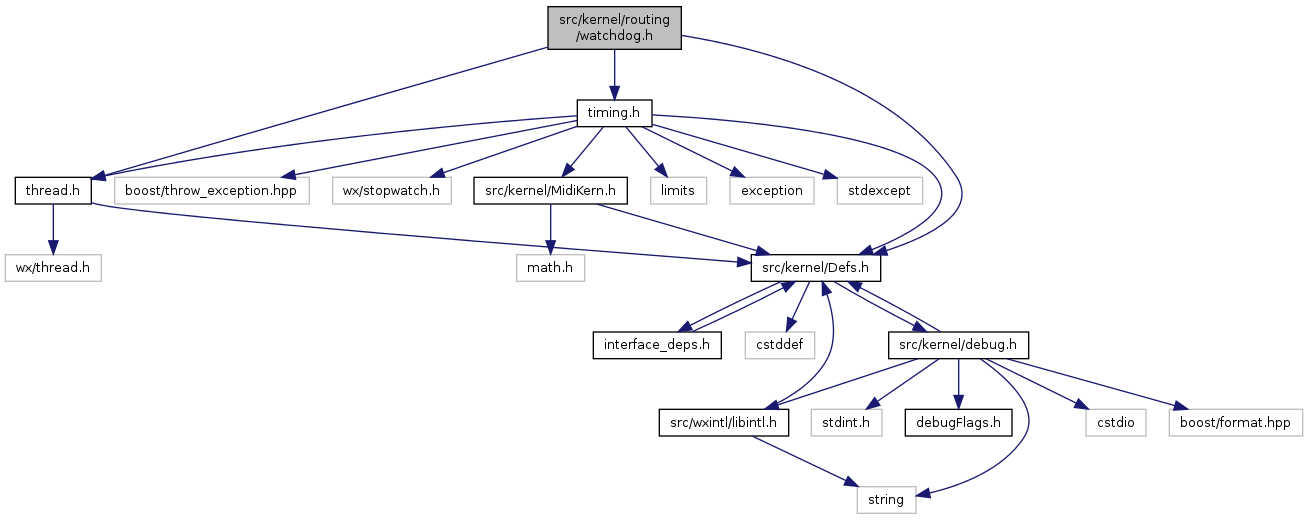 src/kernel/routing
/watchdog.h
timing.h
thread.h
boost/throw_exception.hpp
wx/stopwatch.h
src/kernel/MidiKern.h
limits
exception
stdexcept
wx/thread.h
math.h
src/kernel/Defs.h
interface_deps.h
cstddef
src/kernel/debug.h
src/wxintl/libintl.h
stdint.h
debugFlags.h
cstdio
boost/format.hpp
string